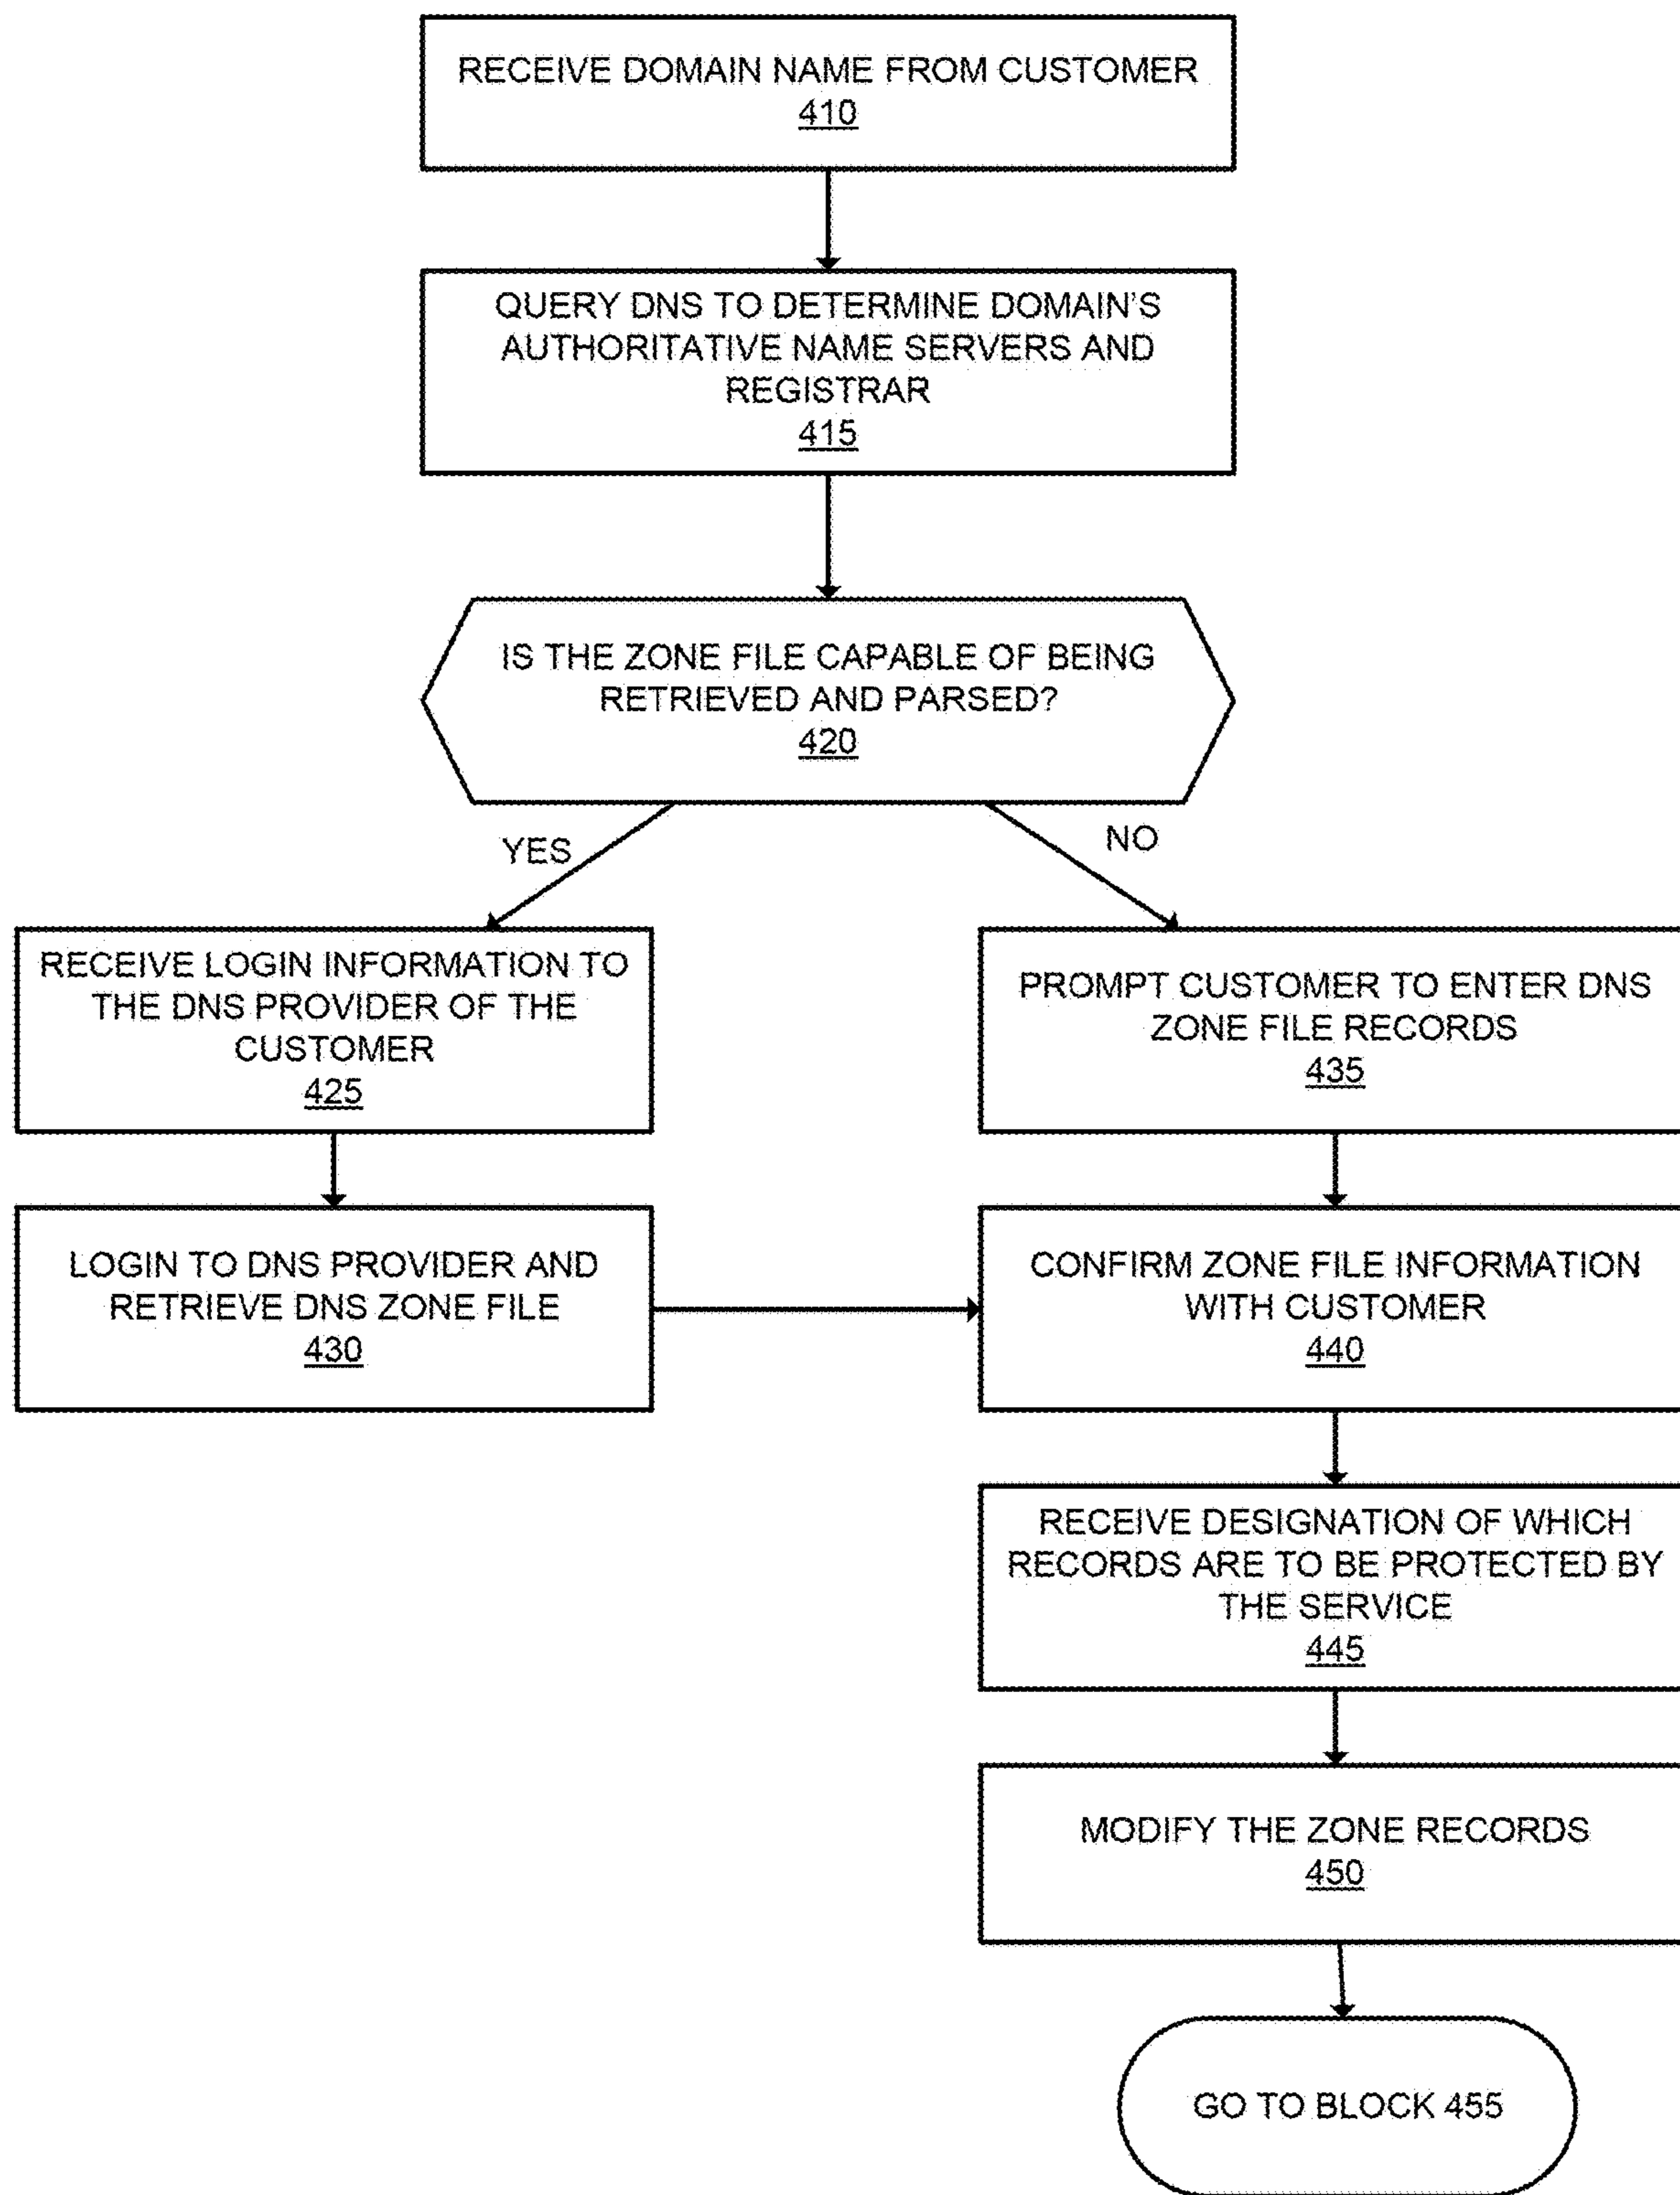 RECEIVE DOMAIN NAME FROM CUSTOMER
410
QUERY DNS TO DETERMINE DOMAIN'S
AUTHORITATIVE NAME SERVERS AND
REGISTRAR
415
IS THE ZONE FILE CAPABLE OF BEING
RETRIEVED AND PARSED?
420
YES
NO
RECEIVE LOGIN INFORMATION TO
THE DNS PROVIDER OF THE
CUSTOMER
425
PROMPT CUSTOMER TO ENTER DNS
ZONE FILE RECORDS
435
LOGIN TO DNS PROVIDER AND
RETRIEVE DNS ZONE FILE
430
CONFIRM ZONE FILE INFORMATION
WITH CUSTOMER
440
RECEIVE DESIGNATION OF WHICH
RECORDS ARE TO BE PROTECTED BY
THE SERVICE
445
MODIFY THE ZONE RECORDS
450
GO TO BLOCK 455